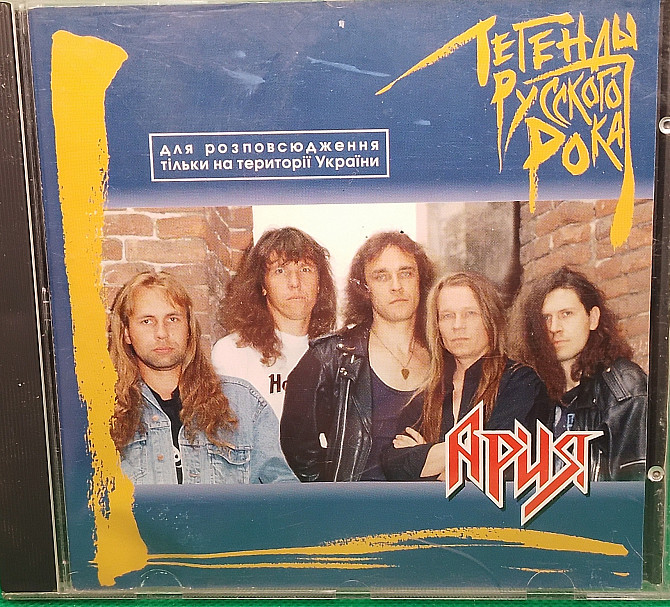 Легенды
Русского
Рока
для розповсюдження
тільки на території України
Ария